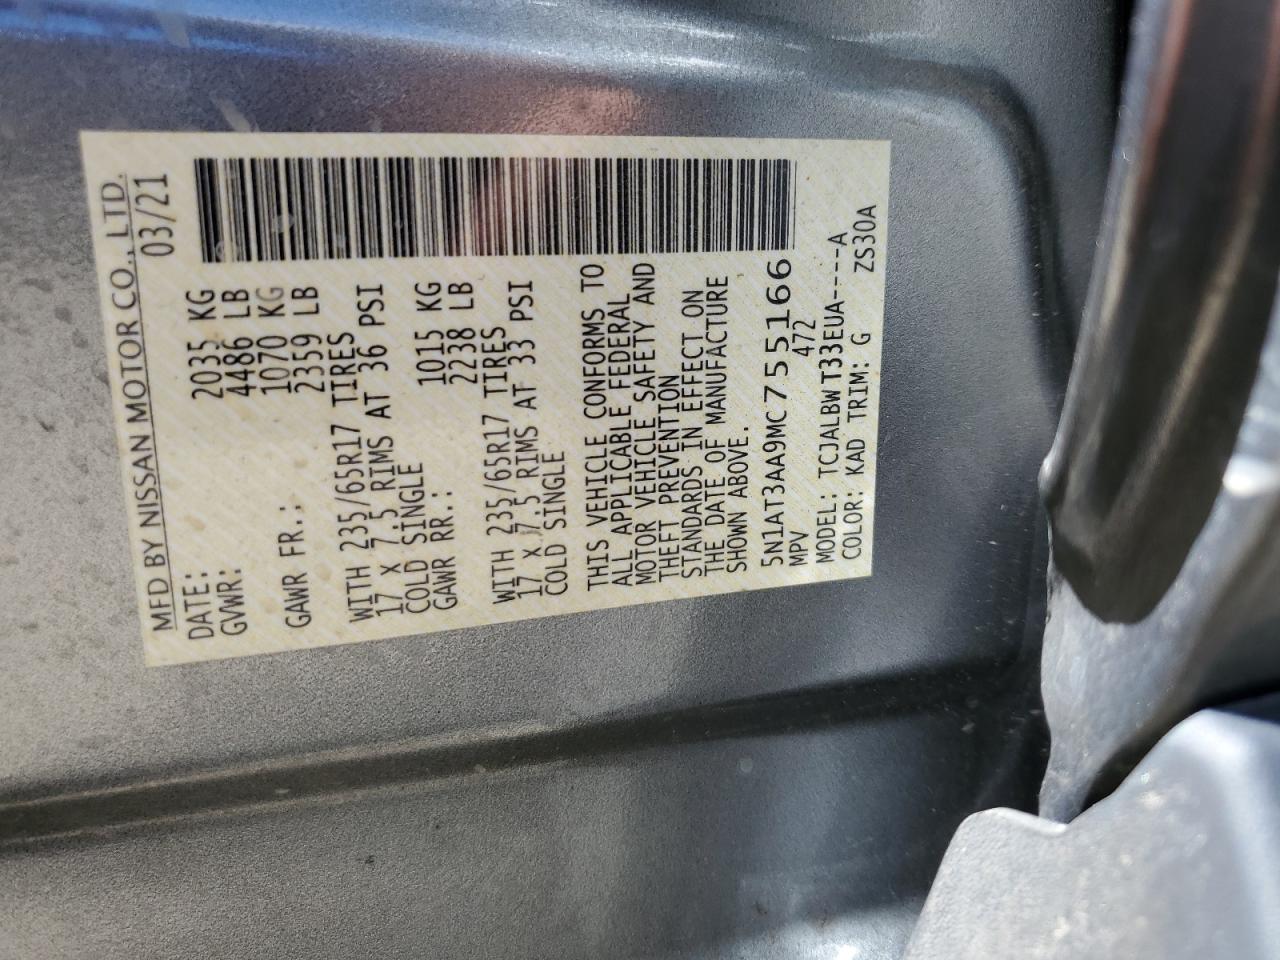 MFD BY NISSAN MOTOR CO., LTD.
DATE: 03/21
GVWR: 2035 KG
4486 LB
GAWR FR.: 1070 KG
2359 LB
WITH 235/65R17 TIRES
17 x 7.5 RIMS AT 36 PSI
COLD SINGLE
GAWR RR.: 1015 KG
2238 LB
WITH 235/65R17 TIRES
17 x 7.5 RIMS AT 33 PSI
COLD SINGLE
THIS VEHICLE CONFORMS TO
ALL APPLICABLE FEDERAL
MOTOR VEHICLE SAFETY AND
THEFT PREVENTION
STANDARDS IN EFFECT ON
THE DATE OF MANUFACTURE
SHOWN ABOVE.
5N1AT3AA9MC755166
MPV 472
MODEL: TCJALBWT33EUA-----A
COLOR: KAD TRIM: G ZS30A